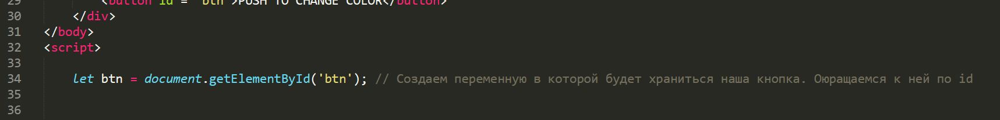 29 <button id = "btn">PUSH TO CHANGE COLOR</button>
30 </div>
31 </body>
32 <script>
33
34 let btn = document.getElementById('btn'); // Создаем переменную в которой будет храниться наша кнопка. Оюращаемся к ней по id
35
36